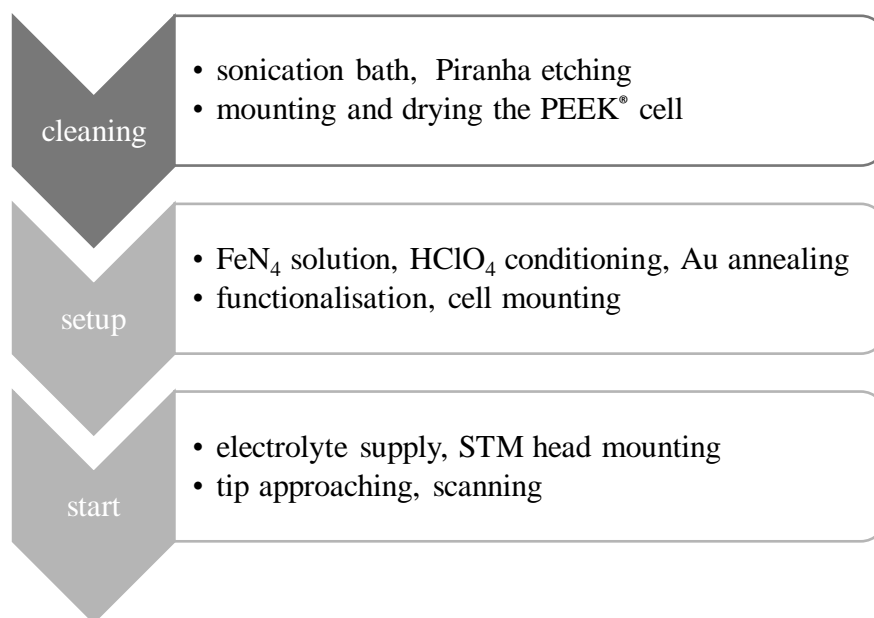 cleaning
• sonication bath, Piranha etching
• mounting and drying the PEEK® cell
setup
• FeN₄ solution, HClO₄ conditioning, Au annealing
• functionalisation, cell mounting
start
• electrolyte supply, STM head mounting
• tip approaching, scanning